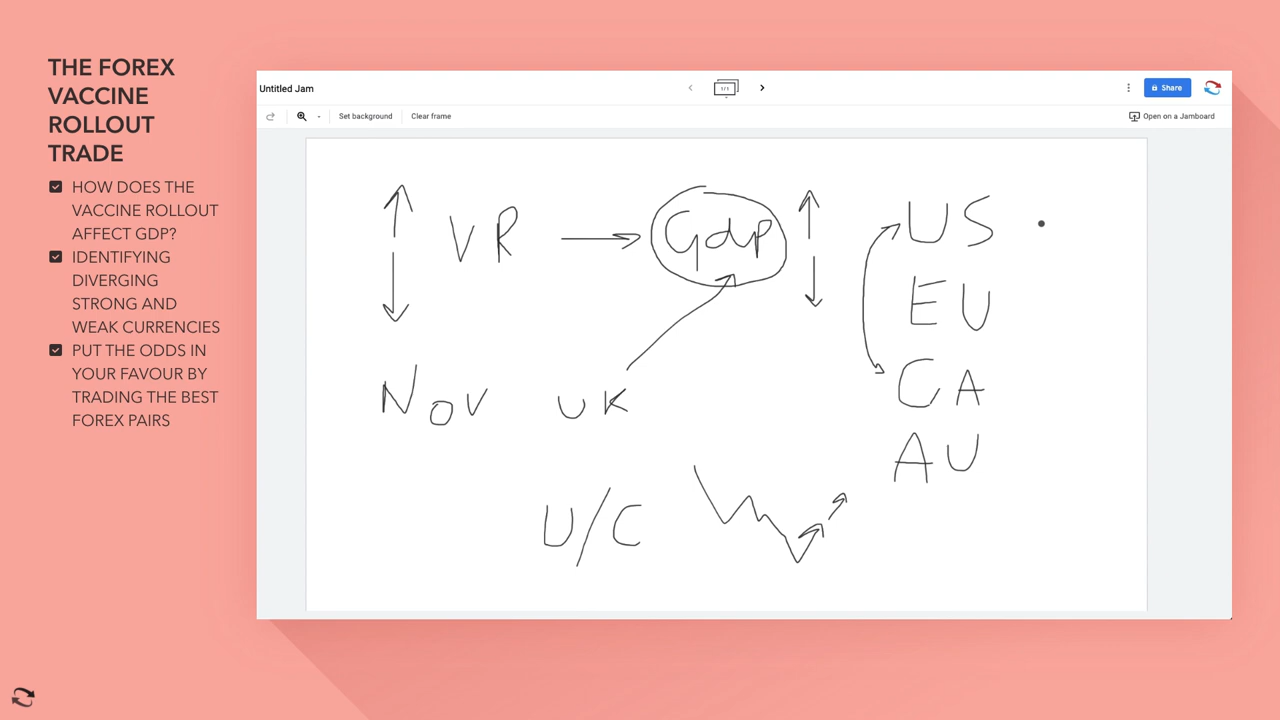 THE FOREX
VACCINE
ROLLOUT
TRADE
HOW DOES THE
VACCINE ROLLOUT
AFFECT GDP?
IDENTIFYING
DIVERGING
STRONG AND
WEAK CURRENCIES
PUT THE ODDS IN
YOUR FAVOUR BY
TRADING THE BEST
FOREX PAIRS
Untitled Jam
1/1
Share
Set background
Clear frame
Open on a Jamboard
VR
Gdp
US
EU
CA
AU
Nov UK
U/C